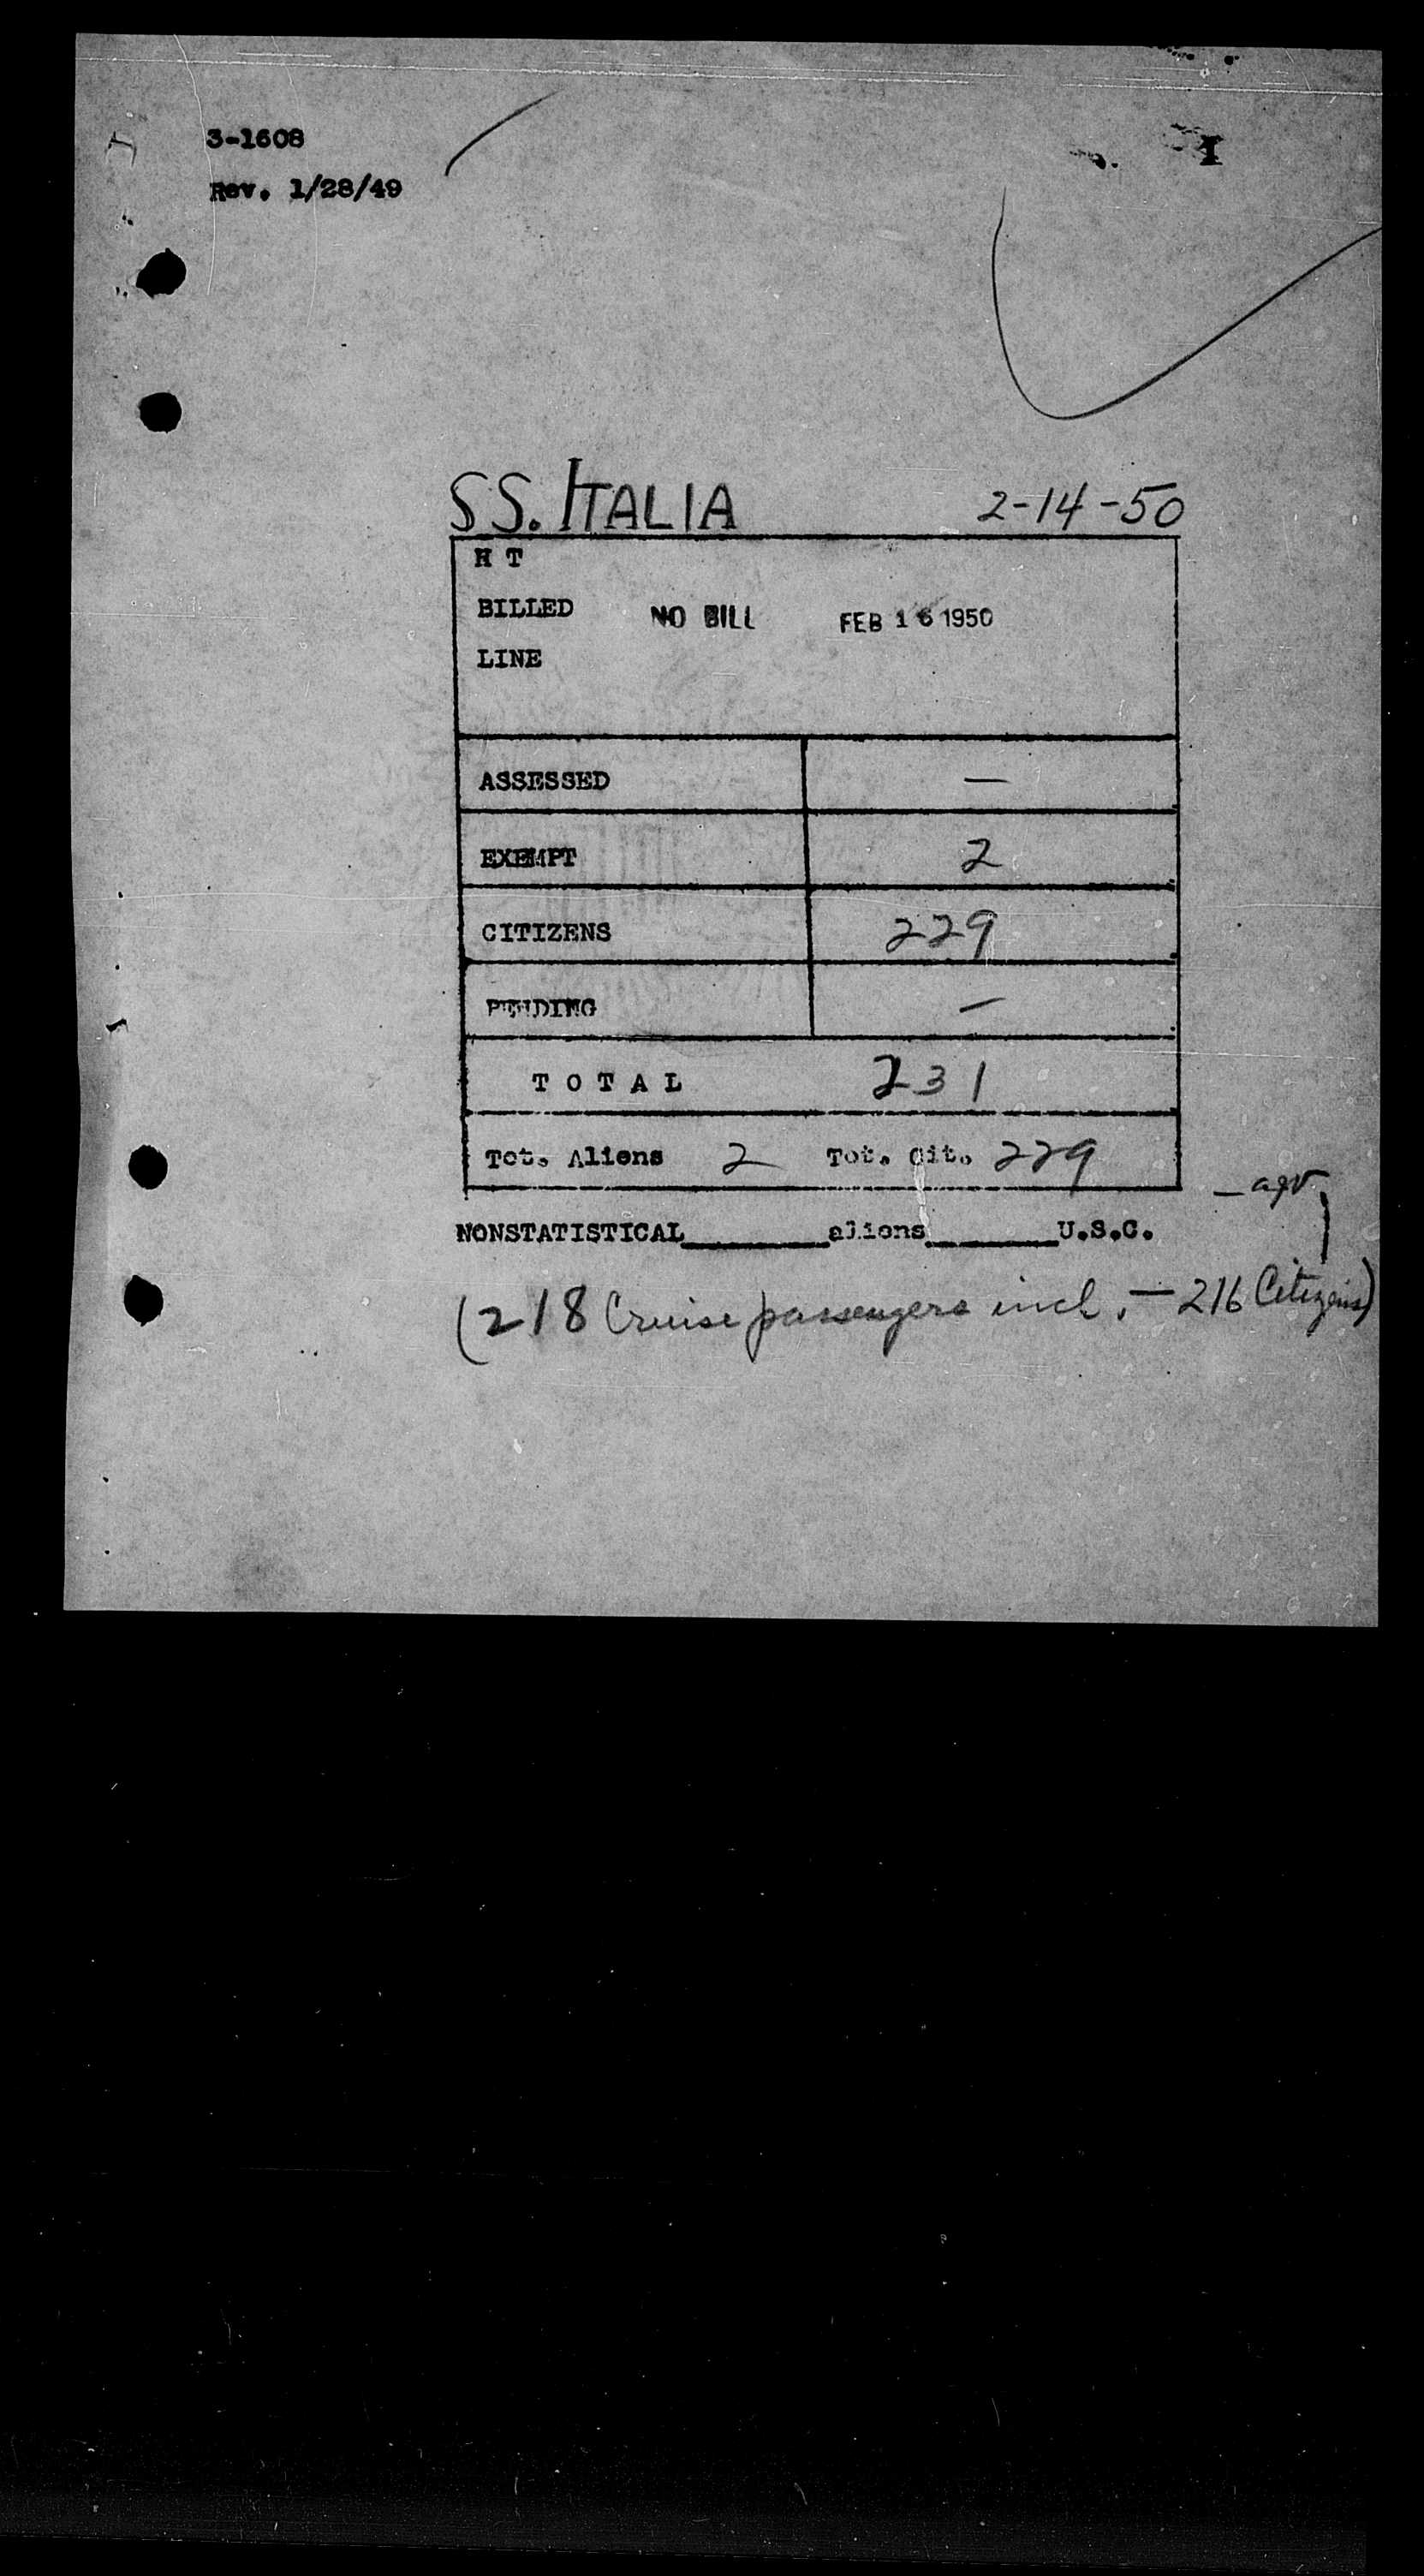 3-1608
I
Rev. 1/28/49
SS. ITALIA 2-14-50
H T
BILLED NO BILL FEB 16 1950
LINE
ASSESSED —
EXEMPT 2
CITIZENS 229
PENDING —
TOTAL 231
Tot. Aliens 2 Tot. Cit. 229
NONSTATISTICAL________aliens_______U.S.C.
(218 Cruise passengers incl. — 216 Citizens)